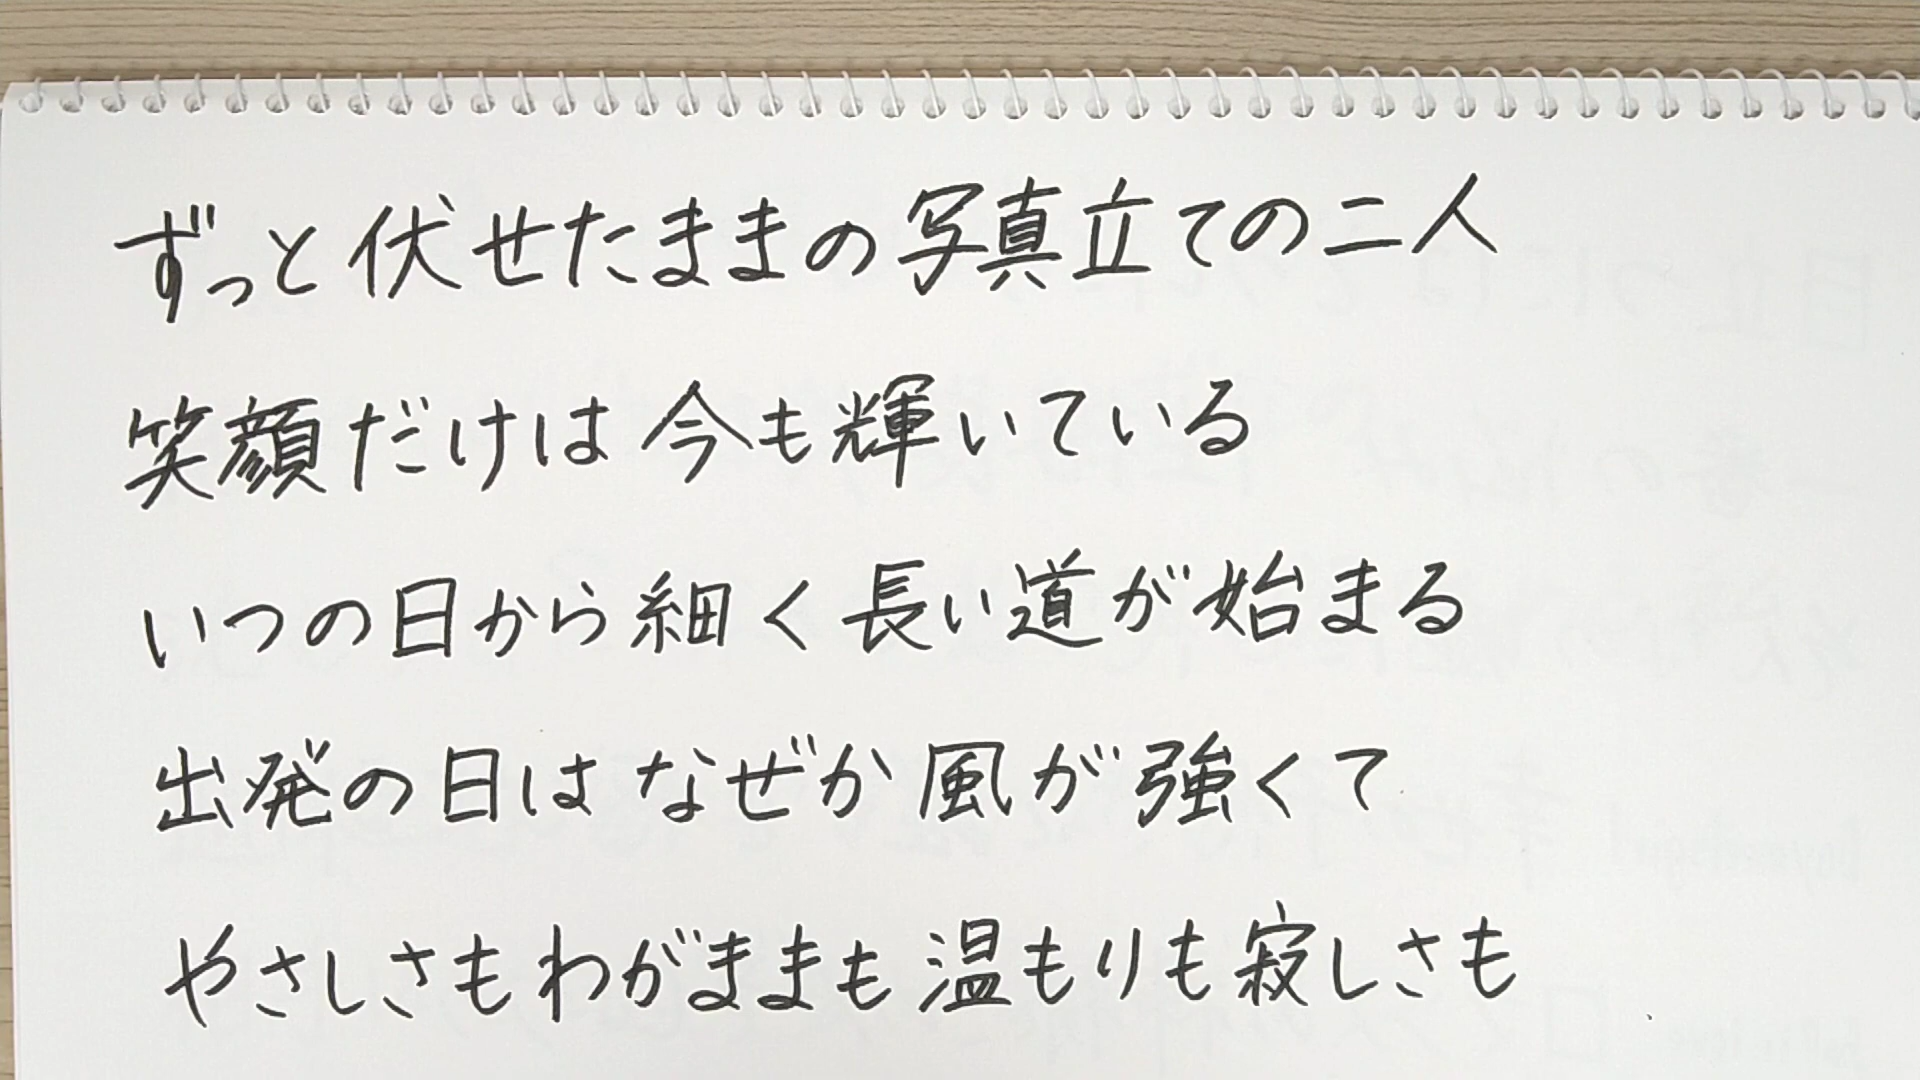 ずっと伏せたままの写真立ての二人
笑顔だけは今も輝いている
いつの日から細く長い道が始まる
出発の日はなぜか風が強くて
やさしさもわがままも温もりも寂しさも